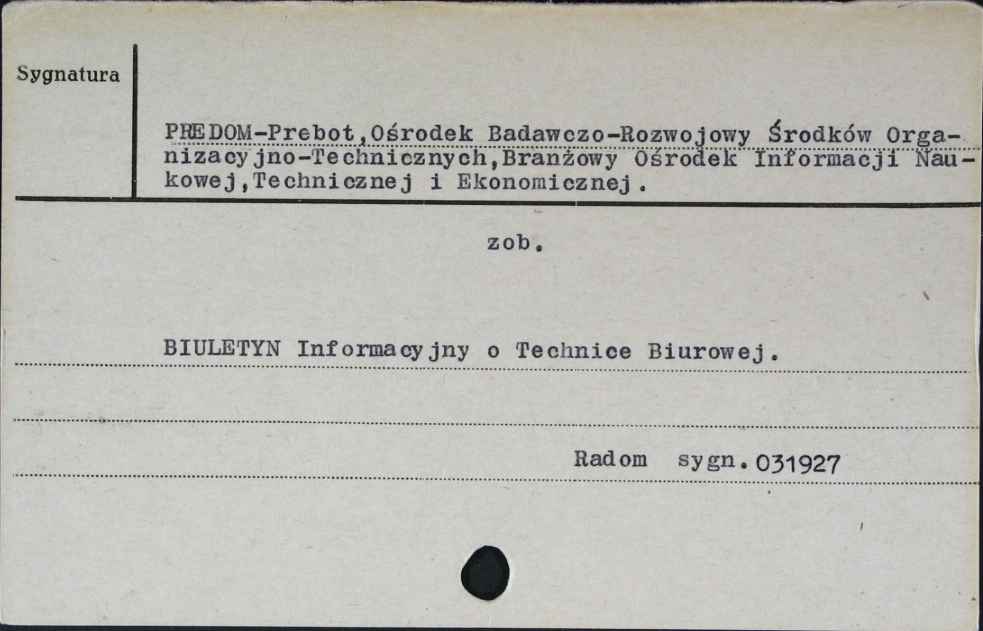 Sygnatura
PREDOM-Prebot,Ośrodek Badawczo-Rozwojowy Środków Orga-
nizacyjno-Technicznych,Branżowy Ośrodek Informacji Nau-
kowej,Technicznej i Ekonomicznej.
zob.
BIULETYN Informacyjny o Technice Biurowej.
Radom sygn. 031927